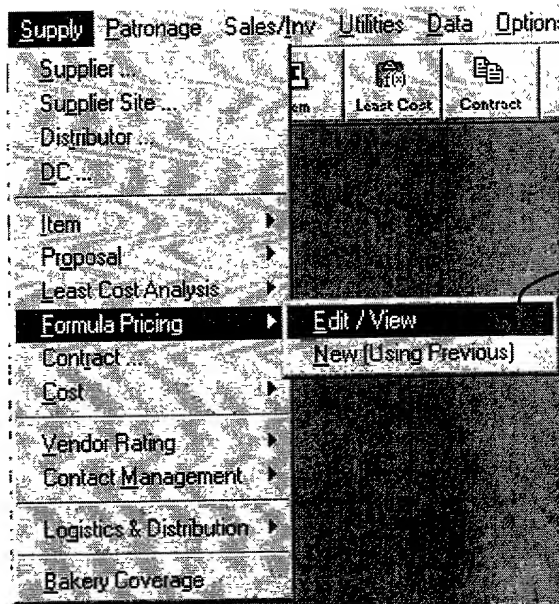 Supply Patronage Sales/Inv Utilities Data Options
Supplier ...
Supplier Site ...
Distributor ...
DC ...
Least Cost
Contract
Item
Proposal
Least Cost Analysis
Formula Pricing
Edit / View
New (Using Previous)
Contract ...
Cost
Vendor Rating
Contact Management
Logistics & Distribution
Bakery Coverage